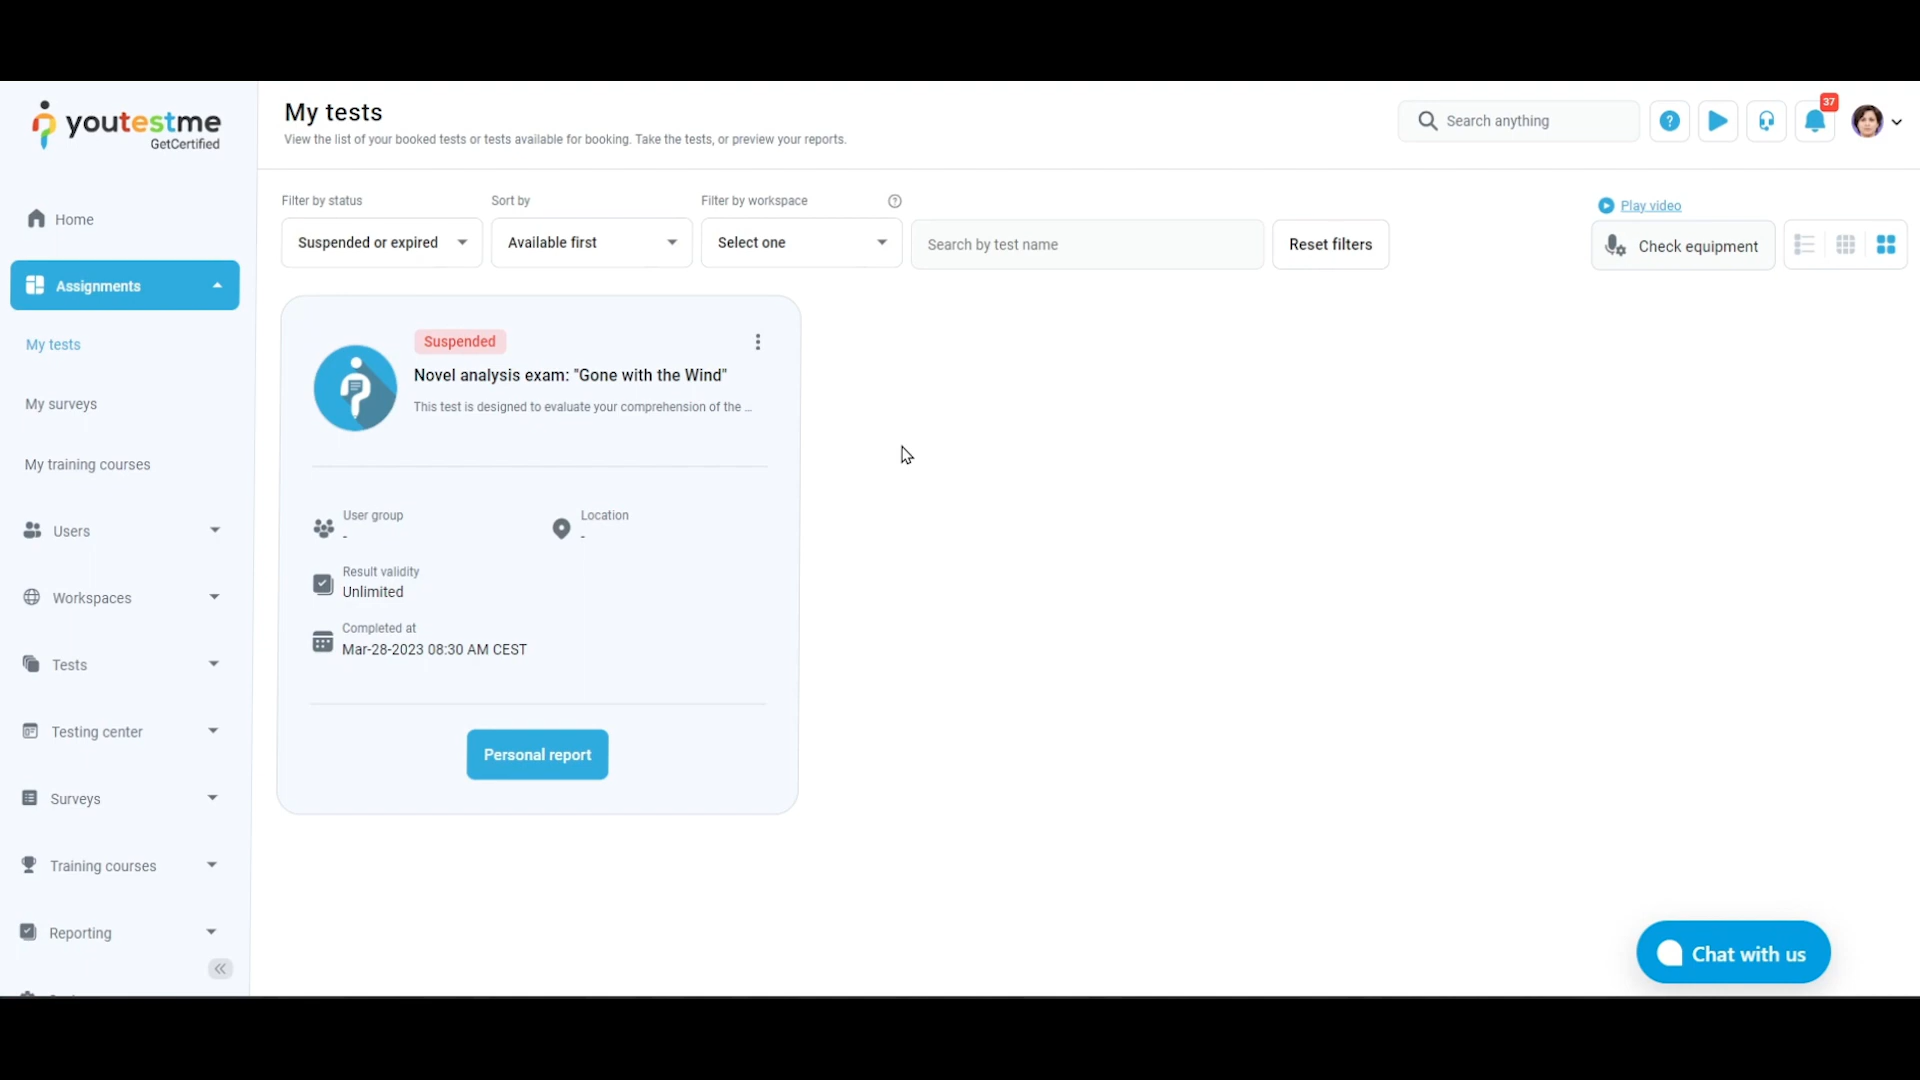 youtestme
GetCertified
Home
Assignments
My tests
My surveys
My training courses
Users
Workspaces
Tests
Testing center
Surveys
Training courses
Reporting
My tests
View the list of your booked tests or tests available for booking. Take the tests, or preview your reports.
Search anything
?
37
Filter by status
Sort by
Filter by workspace
?
Suspended or expired
Available first
Select one
Search by test name
Reset filters
Play video
Check equipment
Suspended
Novel analysis exam: "Gone with the Wind"
This test is designed to evaluate your comprehension of the ...
User group
-
Location
-
Result validity
Unlimited
Completed at
Mar-28-2023 08:30 AM CEST
Personal report
Chat with us